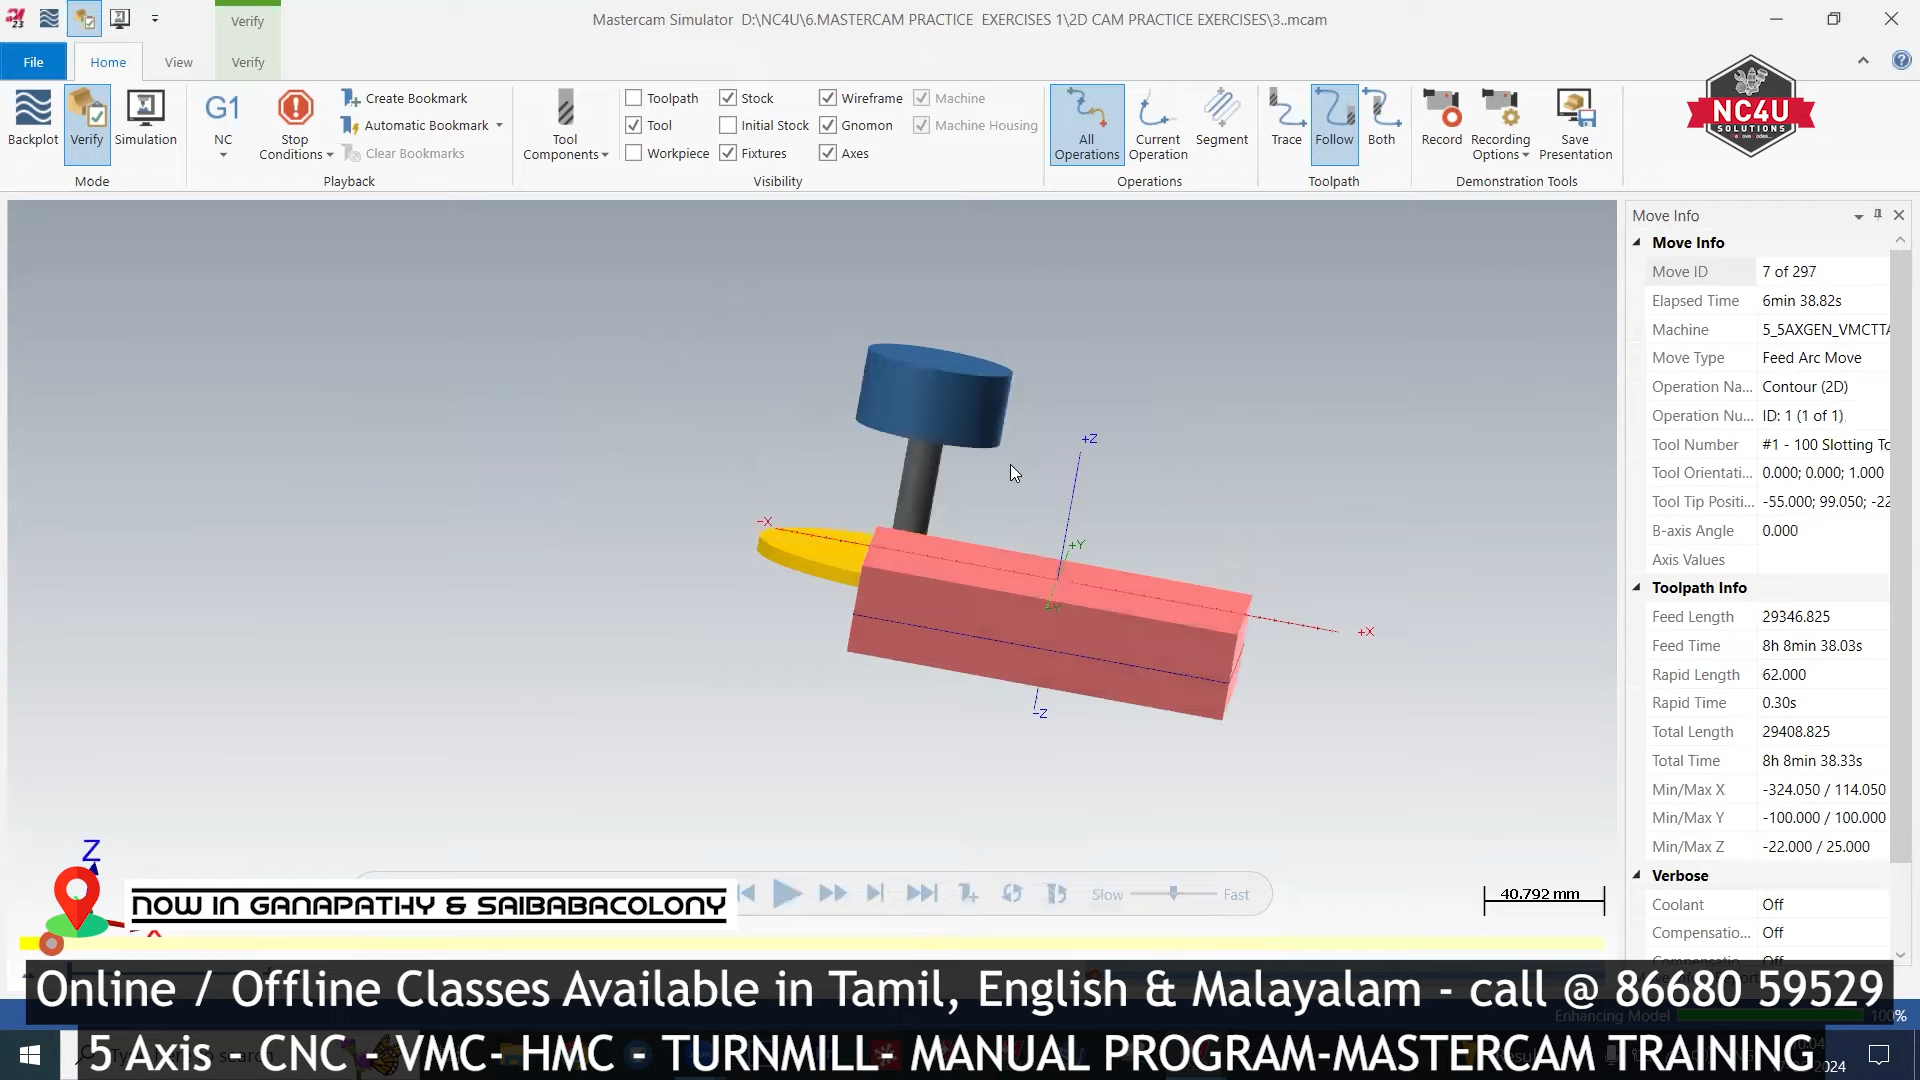 Verify
Mastercam Simulator D:\NC4U\6.MASTERCAM PRACTICE EXERCISES 1\2D CAM PRACTICE EXERCISES\3..mcam
File
Home
View
Verify
Backplot
Verify
Simulation
Mode
G1
NC
Stop Conditions
Create Bookmark
Automatic Bookmark
Clear Bookmarks
Playback
Tool Components
Toolpath
Tool
Workpiece
Stock
Initial Stock
Fixtures
Wireframe
Gnomon
Axes
Machine
Machine Housing
Visibility
All Operations
Current Operation
Segment
Operations
Trace
Follow
Both
Toolpath
Record
Recording Options
Save Presentation
Demonstration Tools
NC4U
SOLUTIONS
Move Info
Move Info
Move ID 7 of 297
Elapsed Time 6min 38.82s
Machine 5_5AXGEN_VMCTTA
Move Type Feed Arc Move
Operation Na... Contour (2D)
Operation Nu... ID: 1 (1 of 1)
Tool Number #1 - 100 Slotting To
Tool Orientati... 0.000; 0.000; 1.000
Tool Tip Positi... -55.000; 99.050; -22
B-axis Angle 0.000
Axis Values
Toolpath Info
Feed Length 29346.825
Feed Time 8h 8min 38.03s
Rapid Length 62.000
Rapid Time 0.30s
Total Length 29408.825
Total Time 8h 8min 38.33s
Min/Max X -324.050 / 114.050
Min/Max Y -100.000 / 100.000
Min/Max Z -22.000 / 25.000
Verbose
Coolant Off
Compensatio... Off
+Z
-X
+Y
-Y
+X
-Z
Z
Slow
Fast
40.792 mm
NOW IN GANAPATHY & SAIBABACOLONY
Online / Offline Classes Available in Tamil, English & Malayalam - call @ 86680 59529
Enhancing Model 100%
5 Axis - CNC - VMC- HMC - TURNMILL- MANUAL PROGRAM-MASTERCAM TRAINING